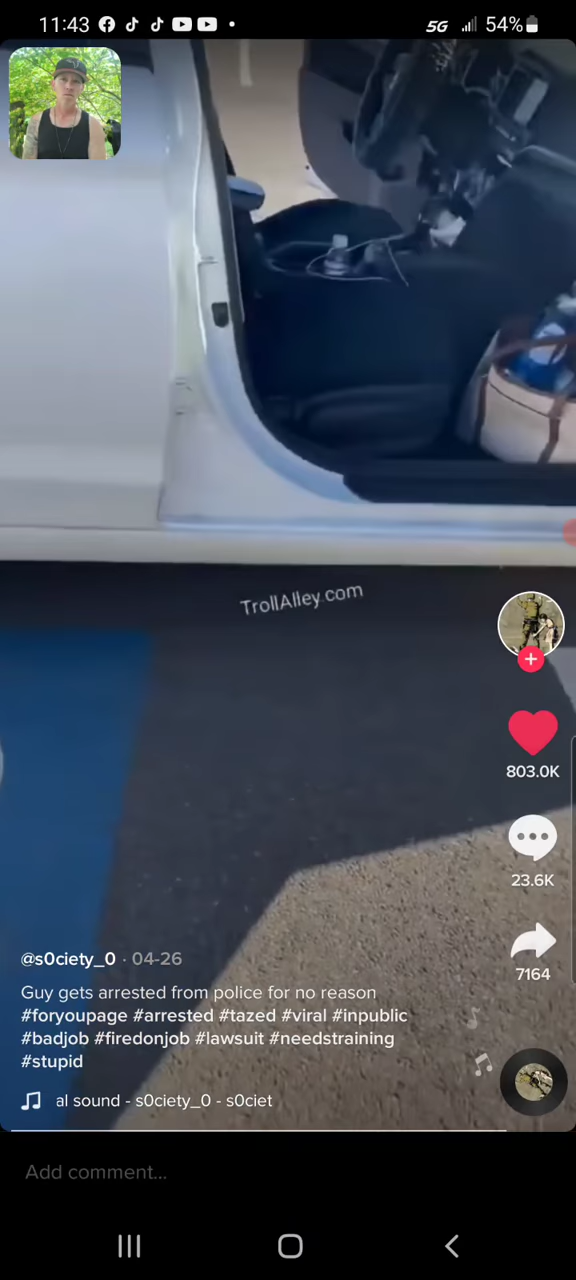 11:43
5G 54%
TrollAlley.com
803.0K
23.6K
@s0ciety_0 · 04-26
7164
Guy gets arrested from police for no reason
#foryoupage #arrested #tazed #viral #inpublic
#badjob #firedonjob #lawsuit #needstraining
#stupid
al sound - s0ciety_0 - s0ciet
Add comment...